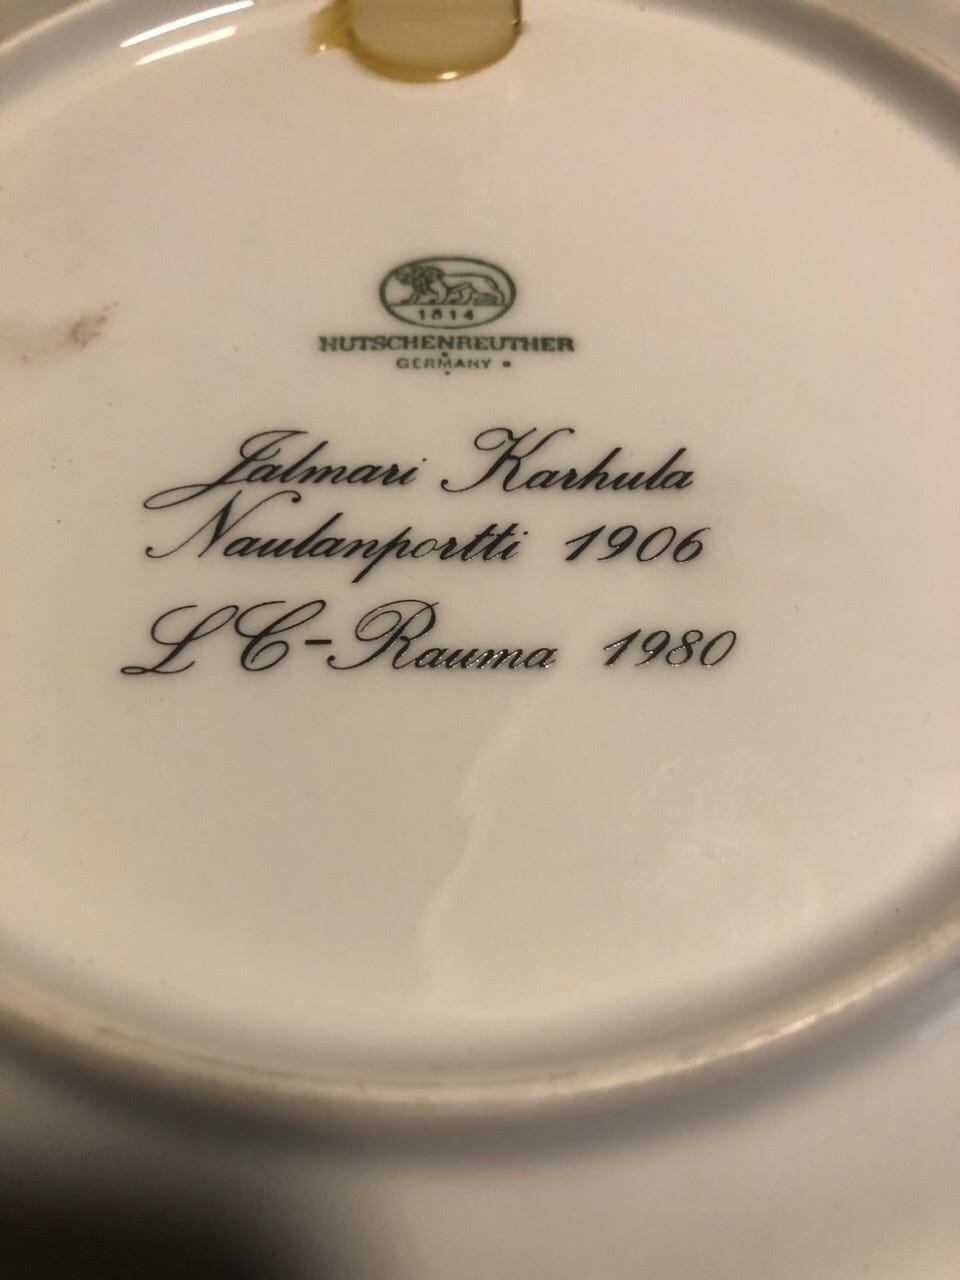 1814
HUTSCHENREUTHER
GERMANY
Jalmari Karhula
Naulanportti 1906
LC-Rauma 1980